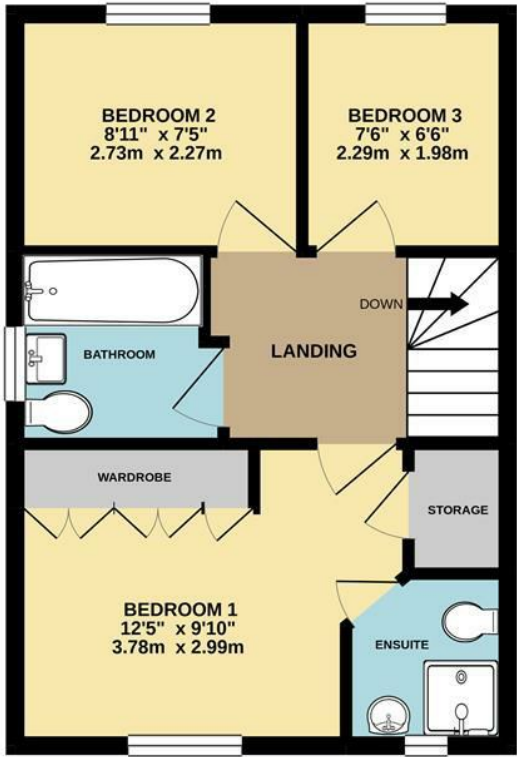 BEDROOM 2
8'11" x 7'5"
2.73m x 2.27m
BEDROOM 3
7'6" x 6'6"
2.29m x 1.98m
DOWN
BATHROOM
LANDING
WARDROBE
STORAGE
BEDROOM 1
12'5" x 9'10"
3.78m x 2.99m
ENSUITE